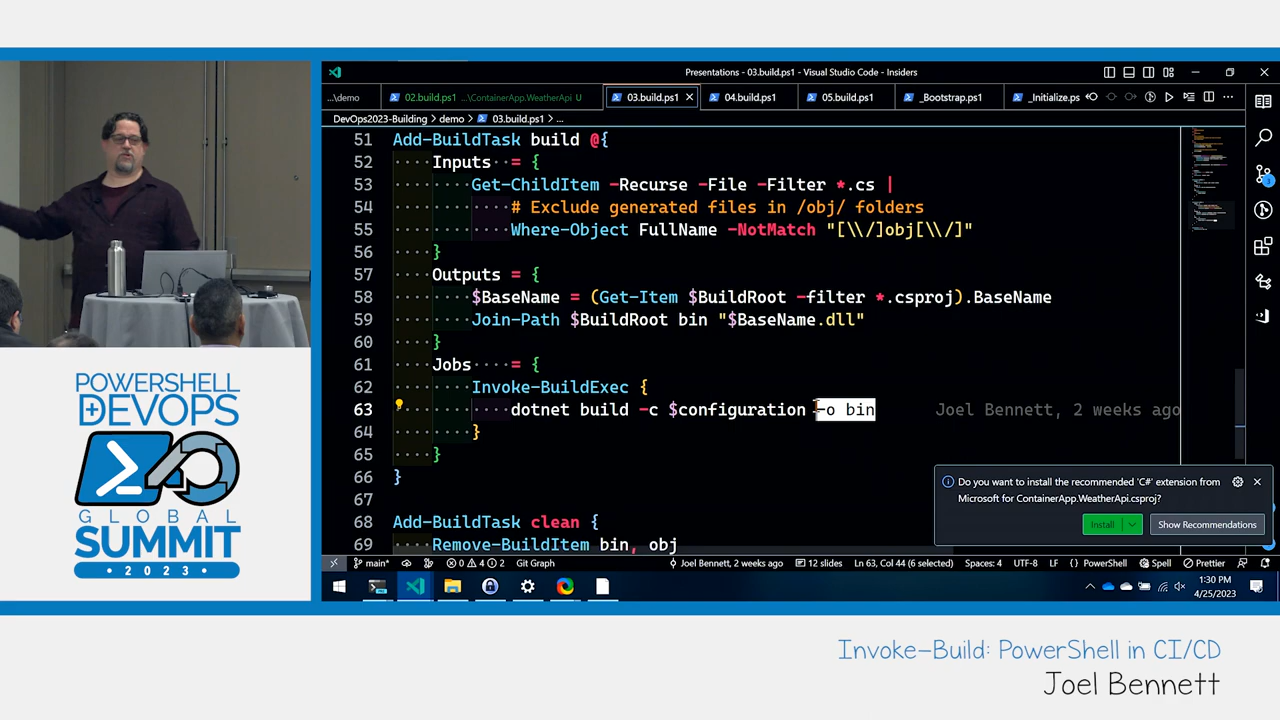 Presentations - 03.build.ps1 - Visual Studio Code - Insiders
...\demo
02.build.ps1 ...\ContainerApp.WeatherApi U
03.build.ps1
04.build.ps1
05.build.ps1
_Bootstrap.ps1
_Initialize.ps
DevOps2023-Building > demo > 03.build.ps1 > ...
51 Add-BuildTask build @{
52 ····Inputs ··= {
53 ········Get-ChildItem -Recurse -File -Filter *.cs |
54 ············# Exclude generated files in /obj/ folders
55 ············Where-Object FullName -NotMatch "[\\/]obj[\\/]"
56 ····}
57 ····Outputs = {
58 ········$BaseName = (Get-Item $BuildRoot -filter *.csproj).BaseName
59 ········Join-Path $BuildRoot bin "$BaseName.dll"
60 ····}
61 ····Jobs····= {
62 ········Invoke-BuildExec {
63 ············dotnet build -c $configuration -o bin Joel Bennett, 2 weeks ago
64 ········}
65 ····}
66 }
67
68 Add-BuildTask clean {
69 ····Remove-BuildItem bin, obj
Do you want to install the recommended 'C#' extension from
Microsoft for ContainerApp.WeatherApi.csproj?
Install
Show Recommendations
main* 0 4 2 Git Graph Joel Bennett, 2 weeks ago 12 slides Ln 63, Col 44 (6 selected) Spaces: 4 UTF-8 LF { } PowerShell Spell Prettier
1:30 PM
4/25/2023
POWERSHELL
+DEVOPS
GLOBAL
SUMMIT
• 2023 •
Invoke-Build: PowerShell in CI/CD
Joel Bennett